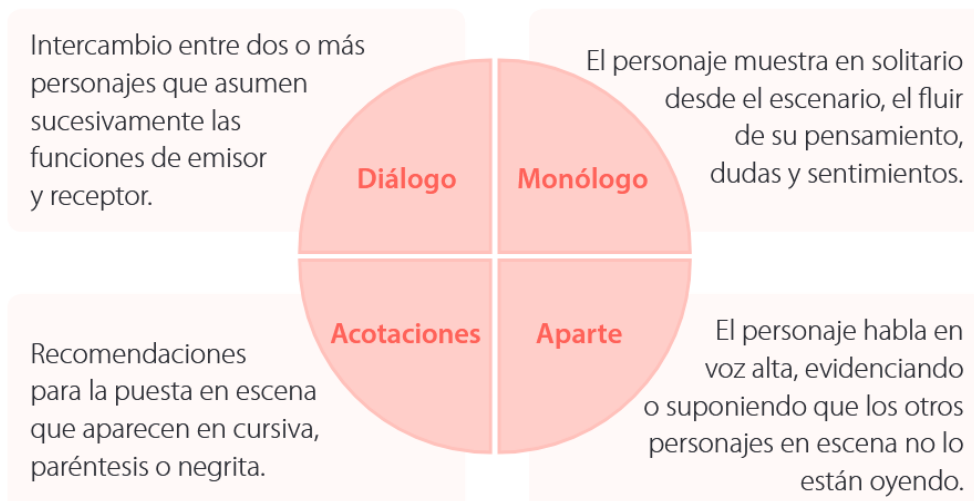 Intercambio entre dos o más
personajes que asumen
sucesivamente las
funciones de emisor
y receptor.
El personaje muestra en solitario
desde el escenario, el fluir
de su pensamiento,
dudas y sentimientos.
Diálogo
Monólogo
Acotaciones
Aparte
Recomendaciones
para la puesta en escena
que aparecen en cursiva,
paréntesis o negrita.
El personaje habla en
voz alta, evidenciando
o suponiendo que los otros
personajes en escena no lo
están oyendo.